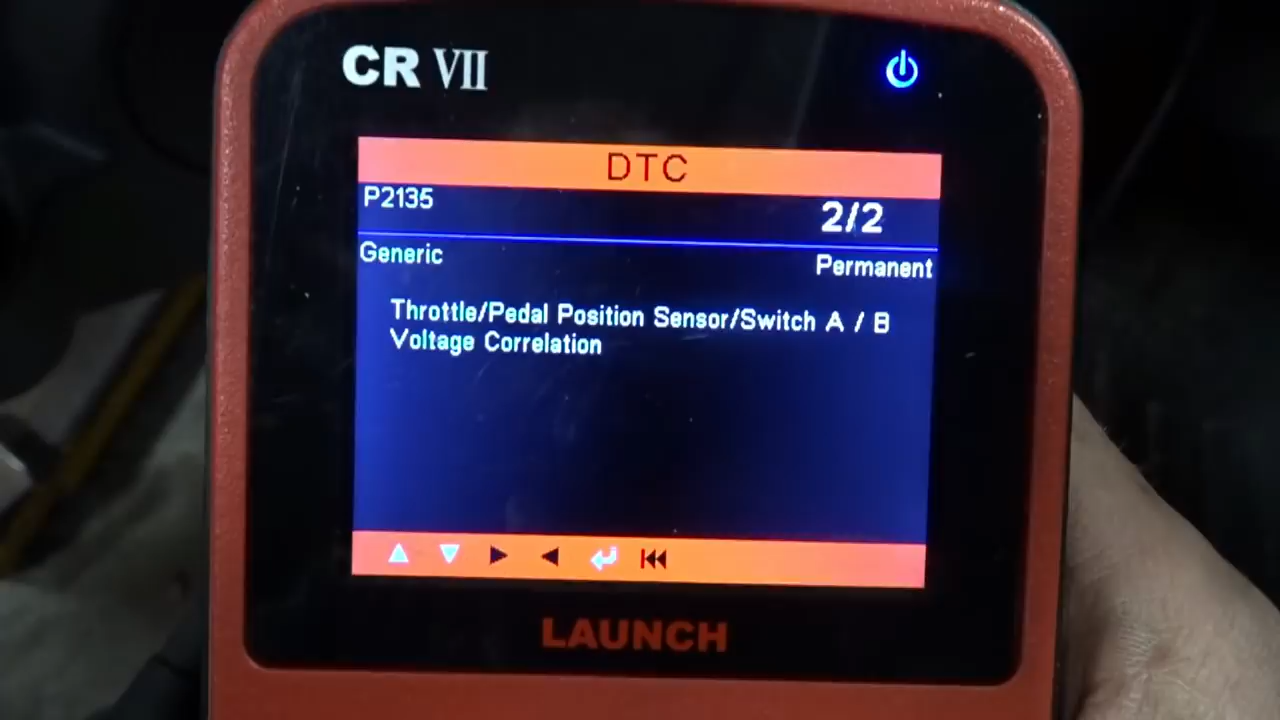 CR VII
DTC
P2135
2/2
Generic
Permanent
Throttle/Pedal Position Sensor/Switch A / B
Voltage Correlation
LAUNCH